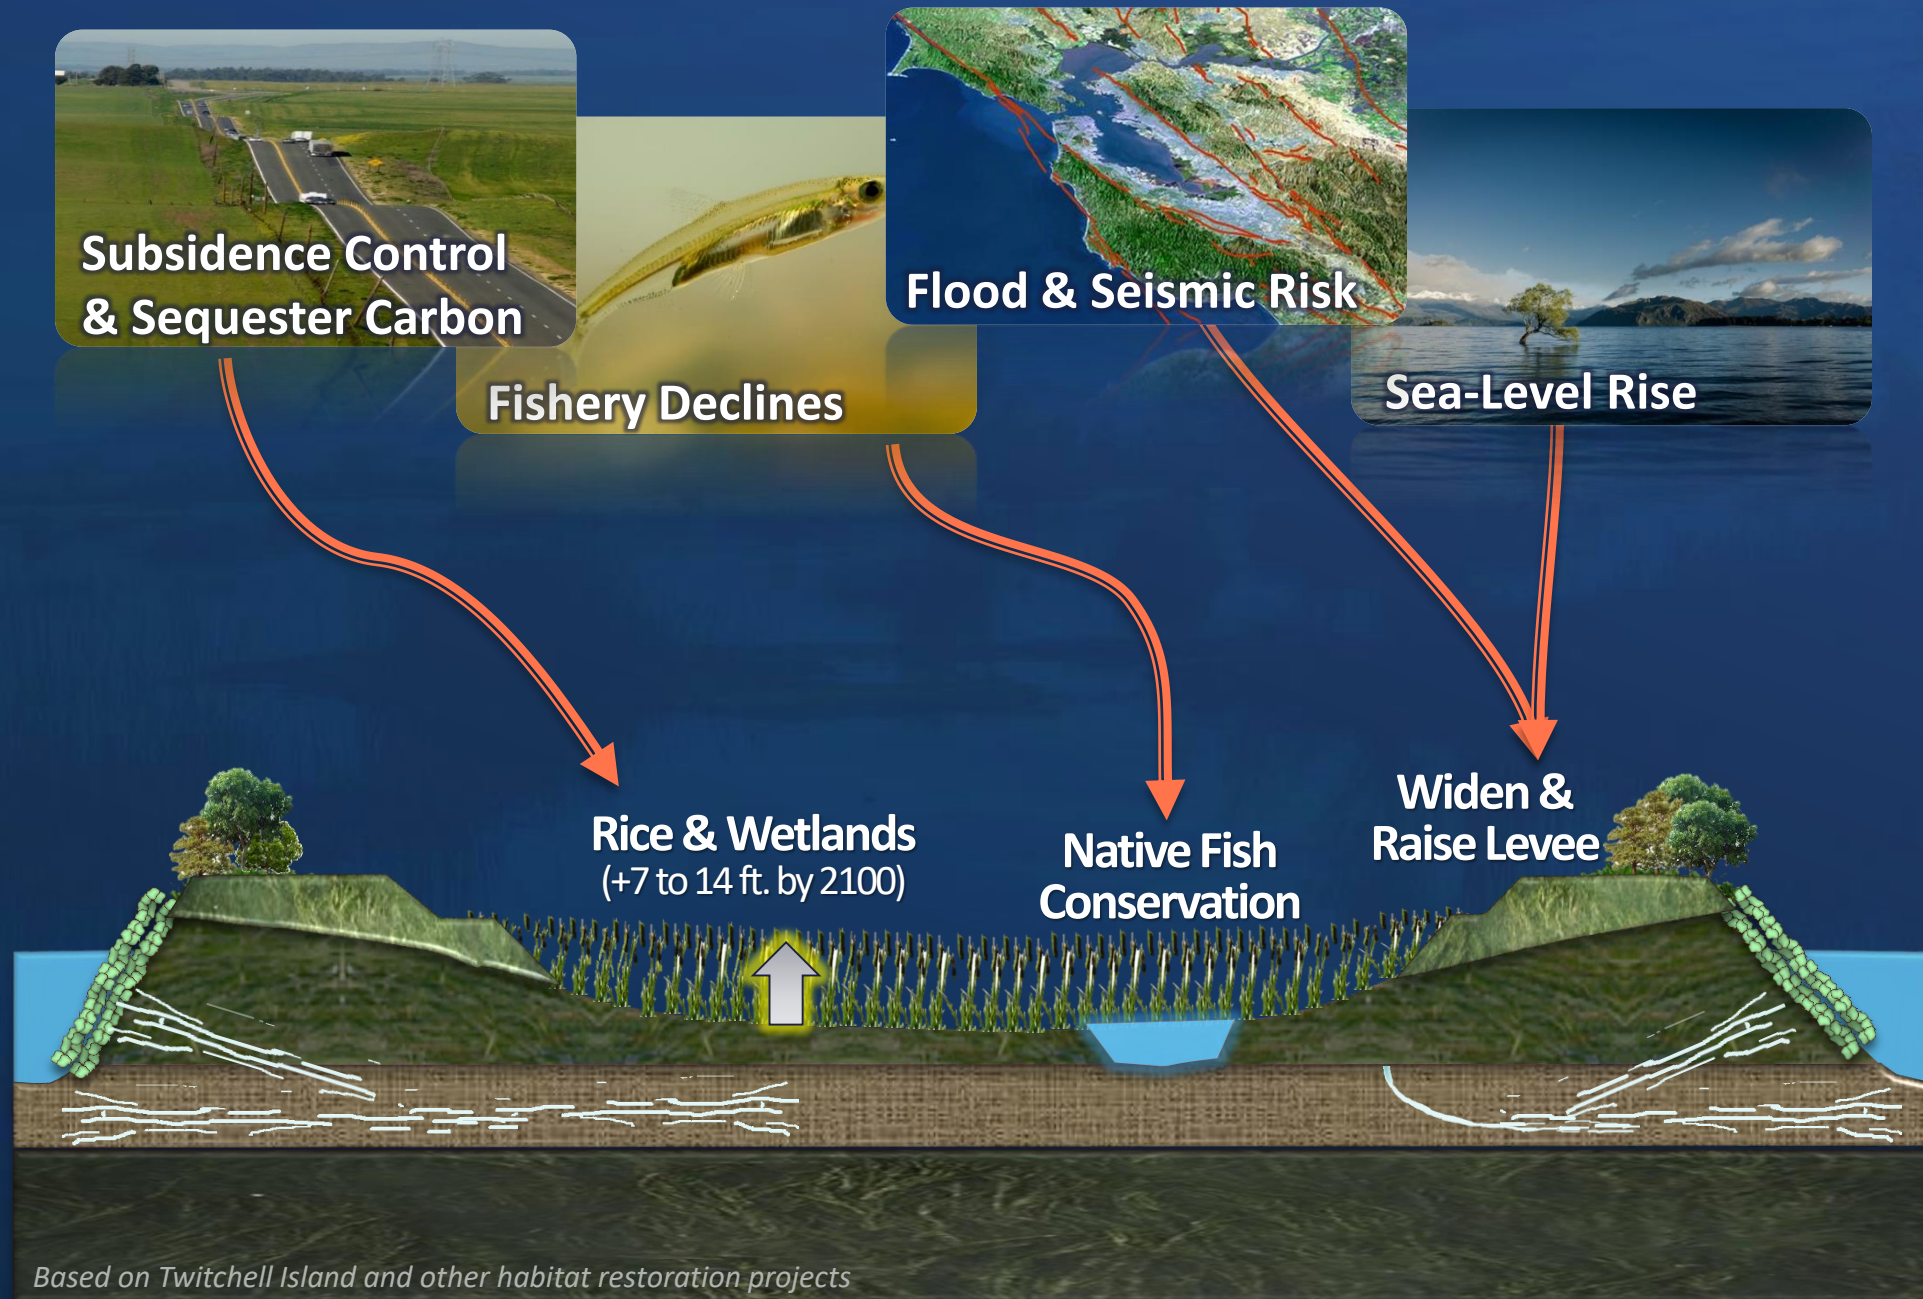 Subsidence Control
& Sequester Carbon
Fishery Declines
Flood & Seismic Risk
Sea-Level Rise
Rice & Wetlands
(+7 to 14 ft. by 2100)
Native Fish
Conservation
Widen &
Raise Levee
Based on Twitchell Island and other habitat restoration projects